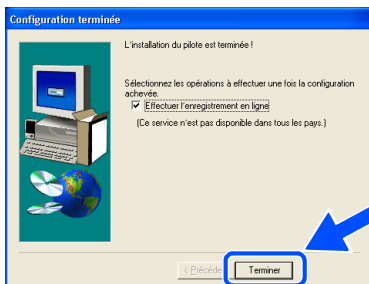 Configuration terminée
L'installation du pilote est terminée !
Sélectionnez les opérations à effectuer une fois la configuration
achevée.
Effectuer l'enregistrement en ligne
(Ce service n'est pas disponible dans tous les pays.)
< Précéde
Terminer